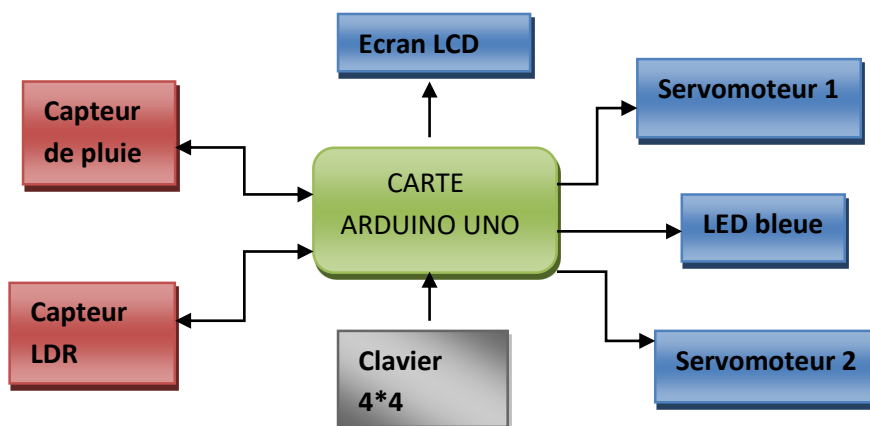 Ecran LCD
Capteur
de pluie
Servomoteur 1
CARTE
ARDUINO UNO
LED bleue
Capteur
LDR
Clavier
4*4
Servomoteur 2